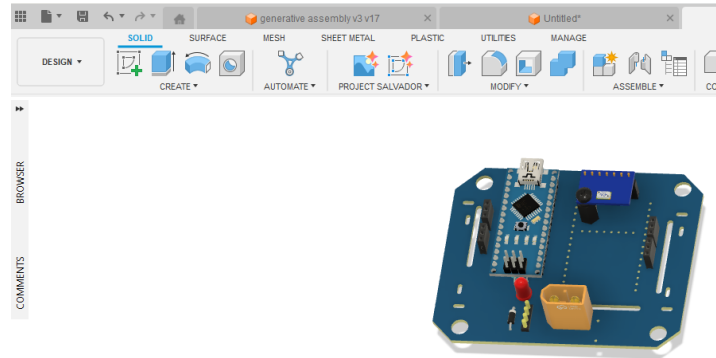 generative assembly v3 v17
Untitled*
SOLID SURFACE MESH SHEET METAL PLASTIC UTILITIES MANAGE
DESIGN
CREATE AUTOMATE PROJECT SALVADOR MODIFY ASSEMBLE CO
BROWSER
COMMENTS